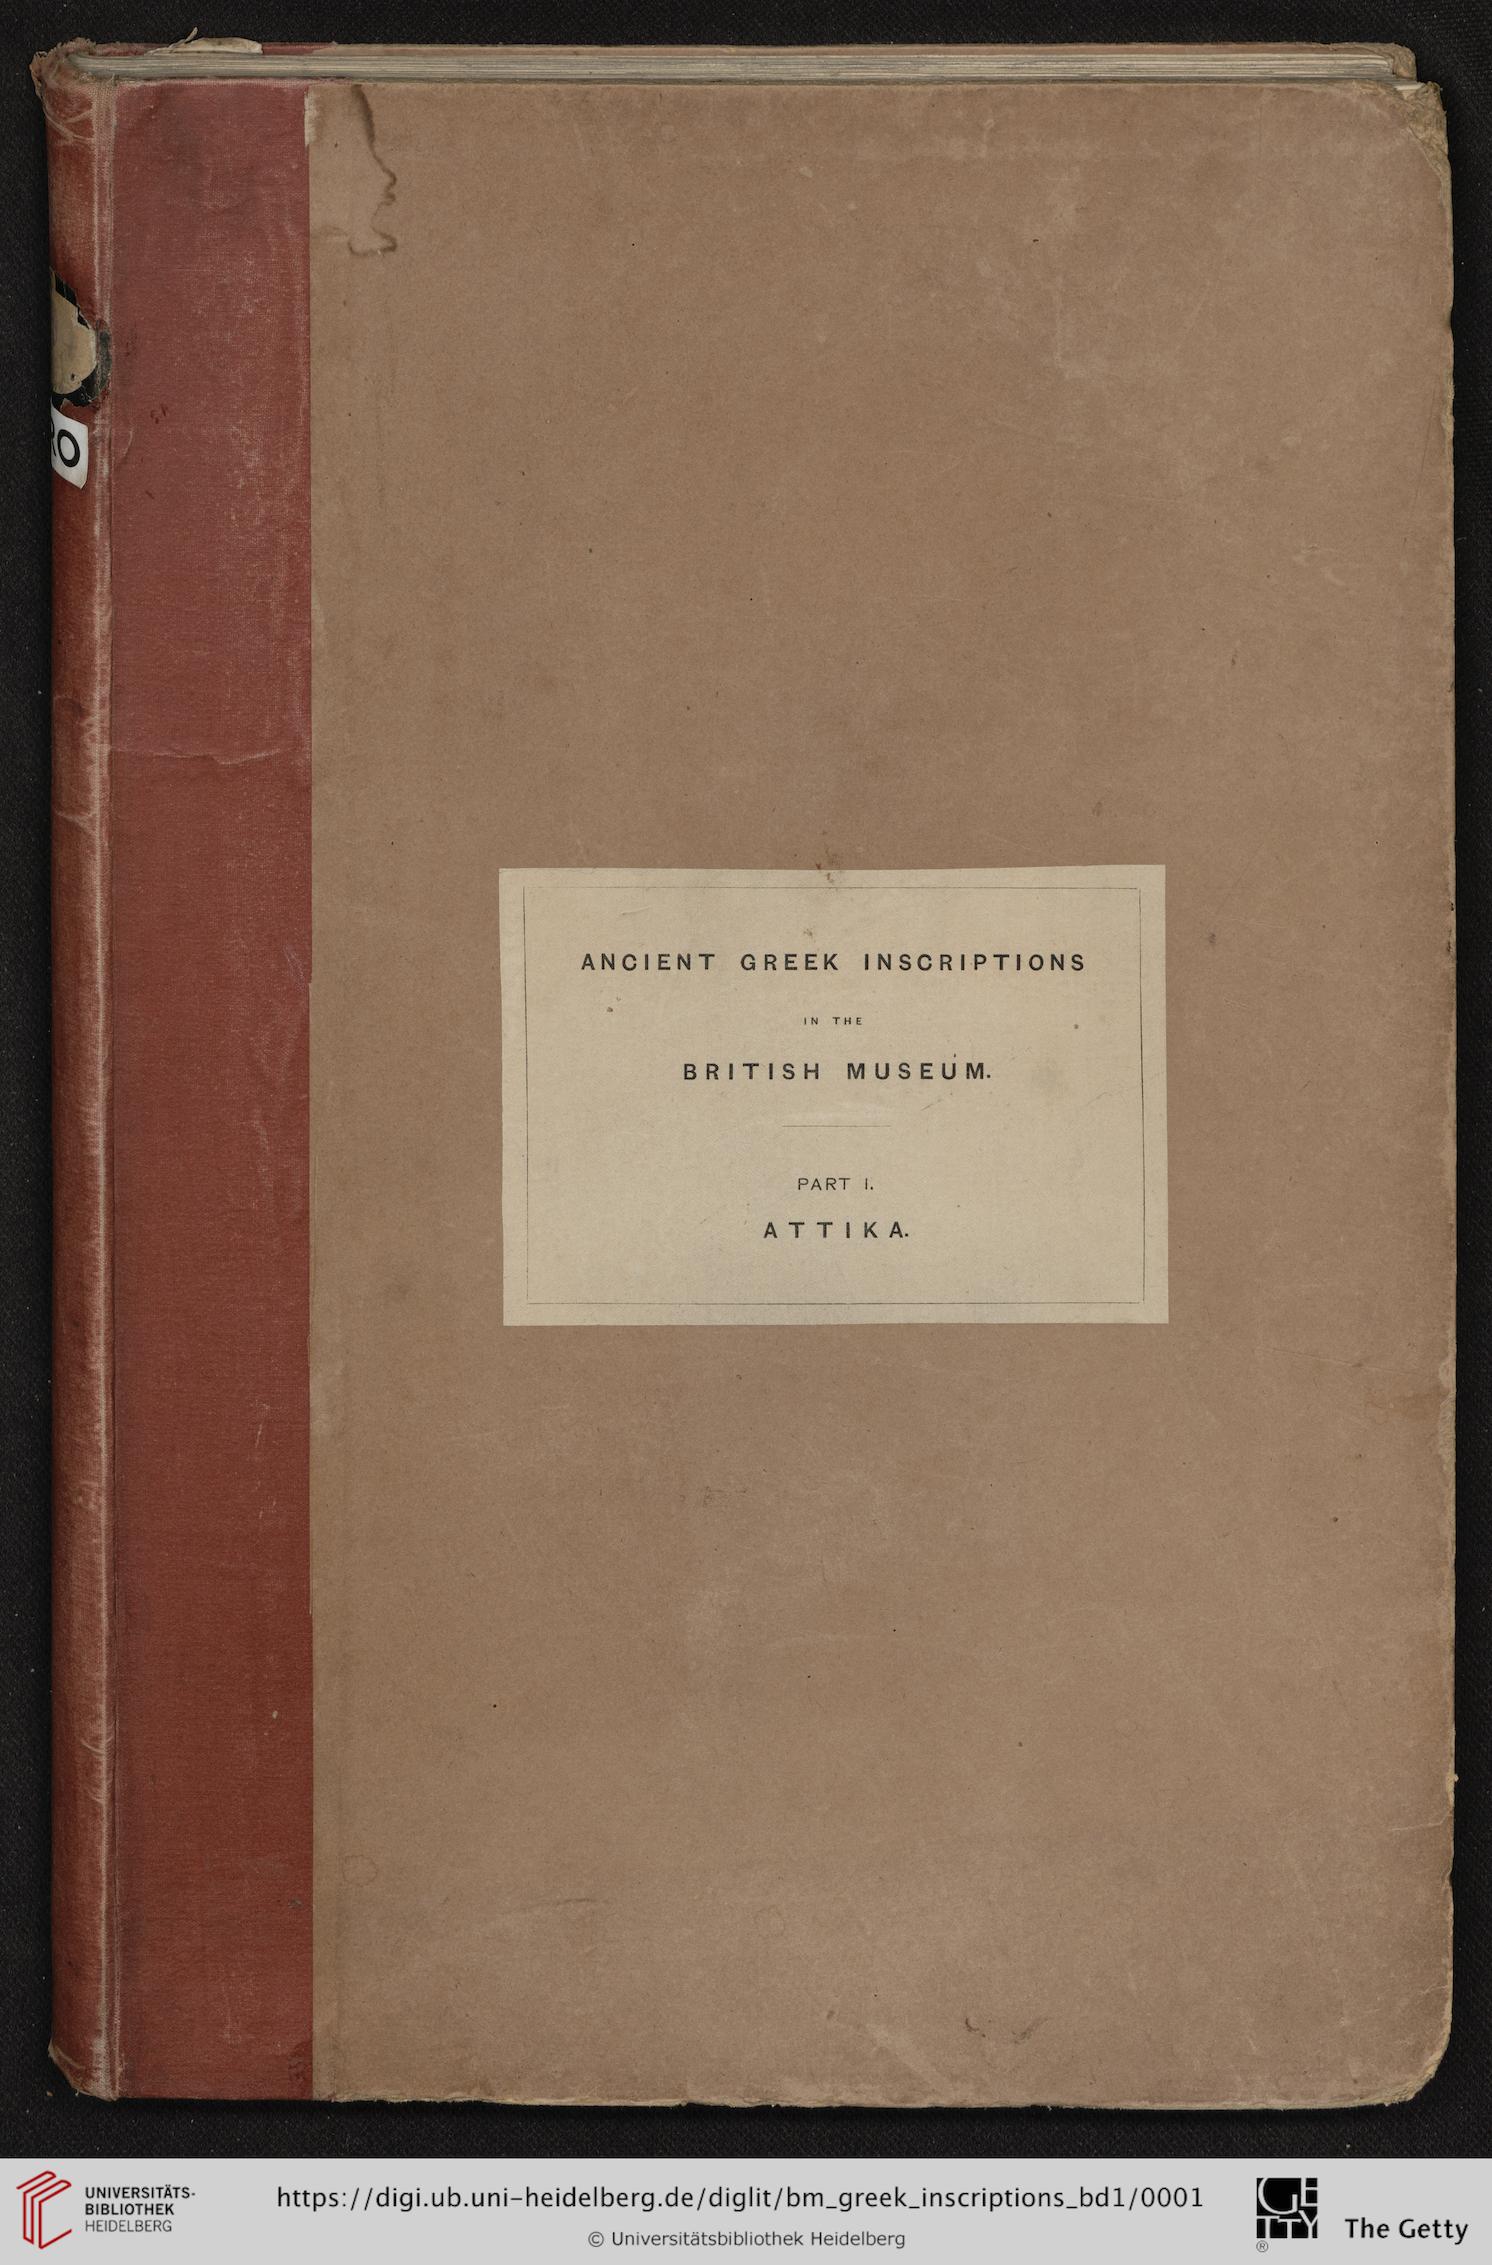 ANCIENT GREEK INSCRIPTIONS
IN THE
BRITISH MUSEUM.
PART I.
ATTIKA.
UNIVERSITÄTS-
BIBLIOTHEK
HEIDELBERG
https://digi.ub.uni-heidelberg.de/diglit/bm_greek_inscriptions_bd1/0001
© Universitätsbibliothek Heidelberg
GETTY
®
The Getty